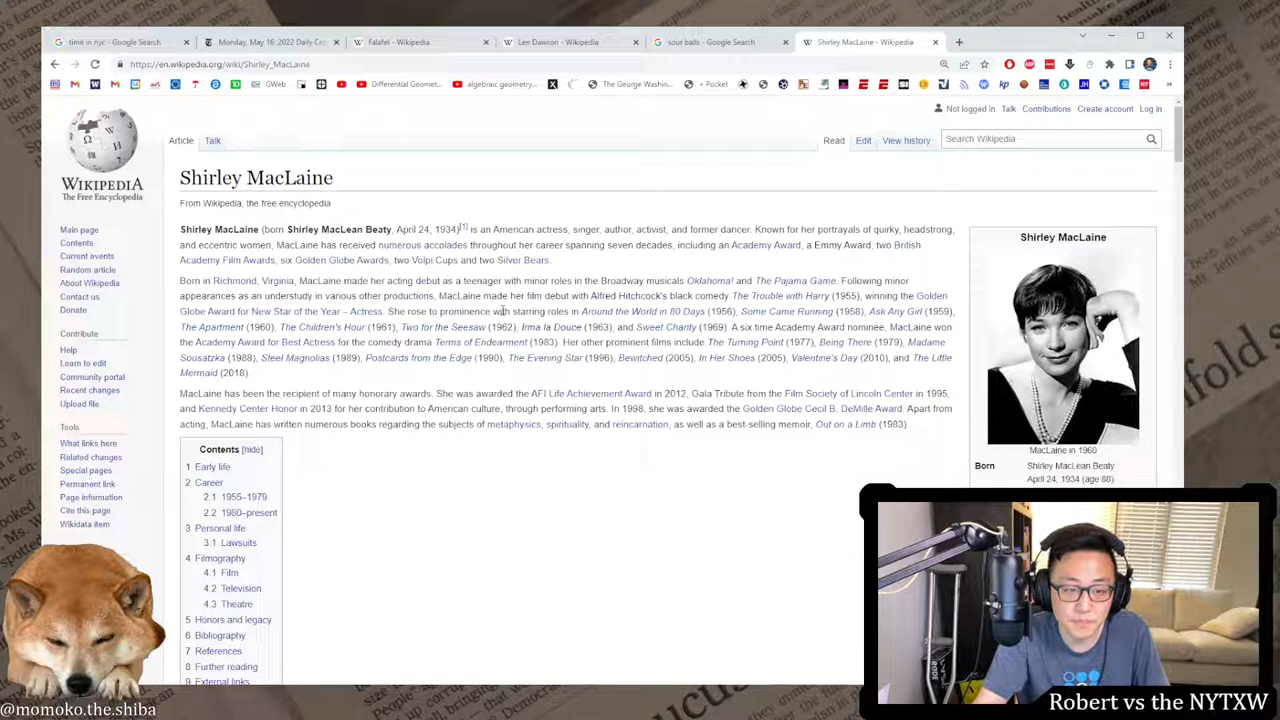 time in nyc - Google Search
Monday, May 16, 2022 Daily Cro
Falafel - Wikipedia
Len Dawson - Wikipedia
sour balls - Google Search
Shirley MacLaine - Wikipedia
https://en.wikipedia.org/wiki/Shirley_MacLaine
GWeb
Differential Geomet...
algebraic geometry...
The George Washing...
Pocket
Not logged in Talk Contributions Create account Log in
Article Talk
Read Edit View history
Search Wikipedia
WIKIPEDIA
The Free Encyclopedia
Main page
Contents
Current events
Random article
About Wikipedia
Contact us
Donate
Contribute
Help
Learn to edit
Community portal
Recent changes
Upload file
Tools
What links here
Related changes
Special pages
Permanent link
Page information
Cite this page
Wikidata item
Shirley MacLaine
From Wikipedia, the free encyclopedia
Shirley MacLaine (born Shirley MacLean Beaty, April 24, 1934)[1] is an American actress, singer, author, activist, and former dancer. Known for her portrayals of quirky, headstrong,
and eccentric women, MacLaine has received numerous accolades throughout her career spanning seven decades, including an Academy Award, a Emmy Award, two British
Academy Film Awards, six Golden Globe Awards, two Volpi Cups and two Silver Bears.
Born in Richmond, Virginia, MacLaine made her acting debut as a teenager with minor roles in the Broadway musicals Oklahoma! and The Pajama Game. Following minor
appearances as an understudy in various other productions, MacLaine made her film debut with Alfred Hitchcock's black comedy The Trouble with Harry (1955), winning the Golden
Globe Award for New Star of the Year – Actress. She rose to prominence with starring roles in Around the World in 80 Days (1956), Some Came Running (1958), Ask Any Girl (1959),
The Apartment (1960), The Children's Hour (1961), Two for the Seesaw (1962), Irma la Douce (1963), and Sweet Charity (1969). A six time Academy Award nominee, MacLaine won
the Academy Award for Best Actress for the comedy drama Terms of Endearment (1983). Her other prominent films include The Turning Point (1977), Being There (1979), Madame
Sousatzka (1988), Steel Magnolias (1989), Postcards from the Edge (1990), The Evening Star (1996), Bewitched (2005), In Her Shoes (2005), Valentine's Day (2010), and The Little
Mermaid (2018).
MacLaine has been the recipient of many honorary awards. She was awarded the AFI Life Achievement Award in 2012, Gala Tribute from the Film Society of Lincoln Center in 1995,
and Kennedy Center Honor in 2013 for her contribution to American culture, through performing arts. In 1998, she was awarded the Golden Globe Cecil B. DeMille Award. Apart from
acting, MacLaine has written numerous books regarding the subjects of metaphysics, spirituality, and reincarnation, as well as a best-selling memoir, Out on a Limb (1983).
Contents [hide]
1 Early life
2 Career
2.1 1955–1979
2.2 1980–present
3 Personal life
3.1 Lawsuits
4 Filmography
4.1 Film
4.2 Television
4.3 Theatre
5 Honors and legacy
6 Bibliography
7 References
8 Further reading
9 External links
Shirley MacLaine
MacLaine in 1960
Born Shirley MacLean Beaty
April 24, 1934 (age 88)
RODE
@momoko.the.shiba
Robert vs the NYTXW